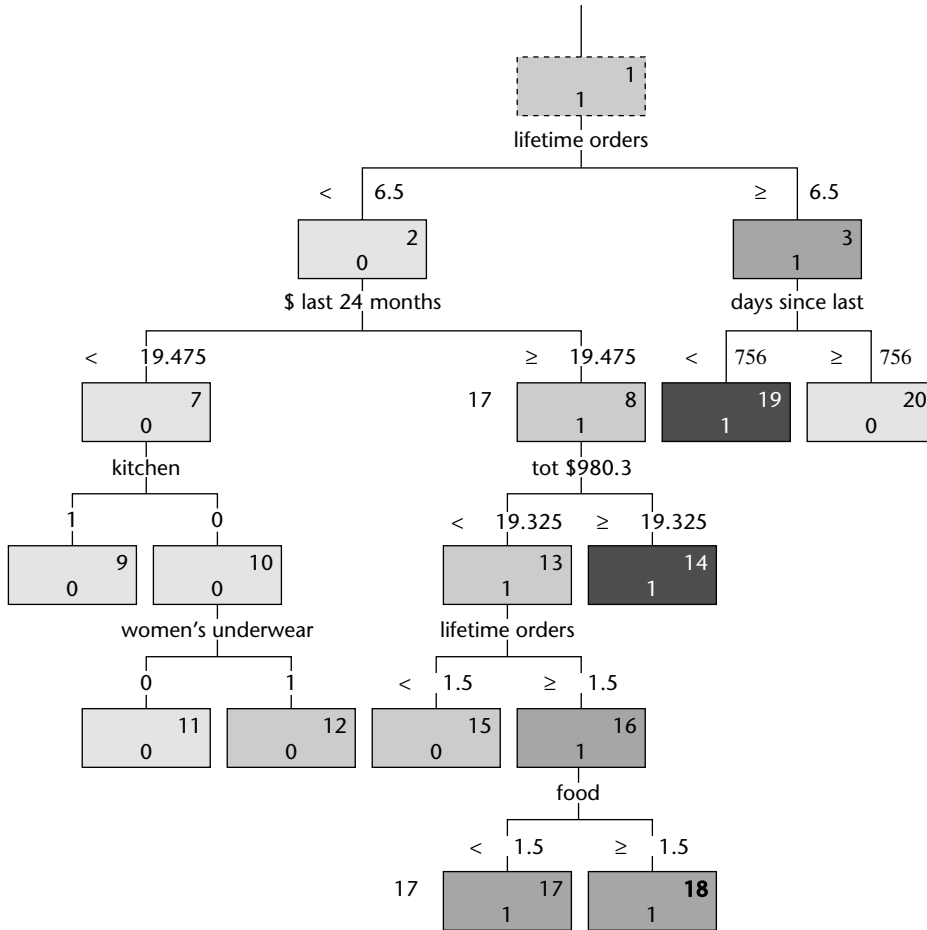 1
1
lifetime orders
< 6.5 ≥ 6.5
2 3
0 1
$ last 24 months days since last
< 19.475 ≥ 19.475 < 756 ≥ 756
7 17 8 19 20
0 1 1 0
kitchen tot $980.3
1 0 < 19.325 ≥ 19.325
9 10 13 14
0 0 1 1
women's underwear lifetime orders
0 1 < 1.5 ≥ 1.5
11 12 15 16
0 0 0 1
food
< 1.5 ≥ 1.5
17 17 18
1 1